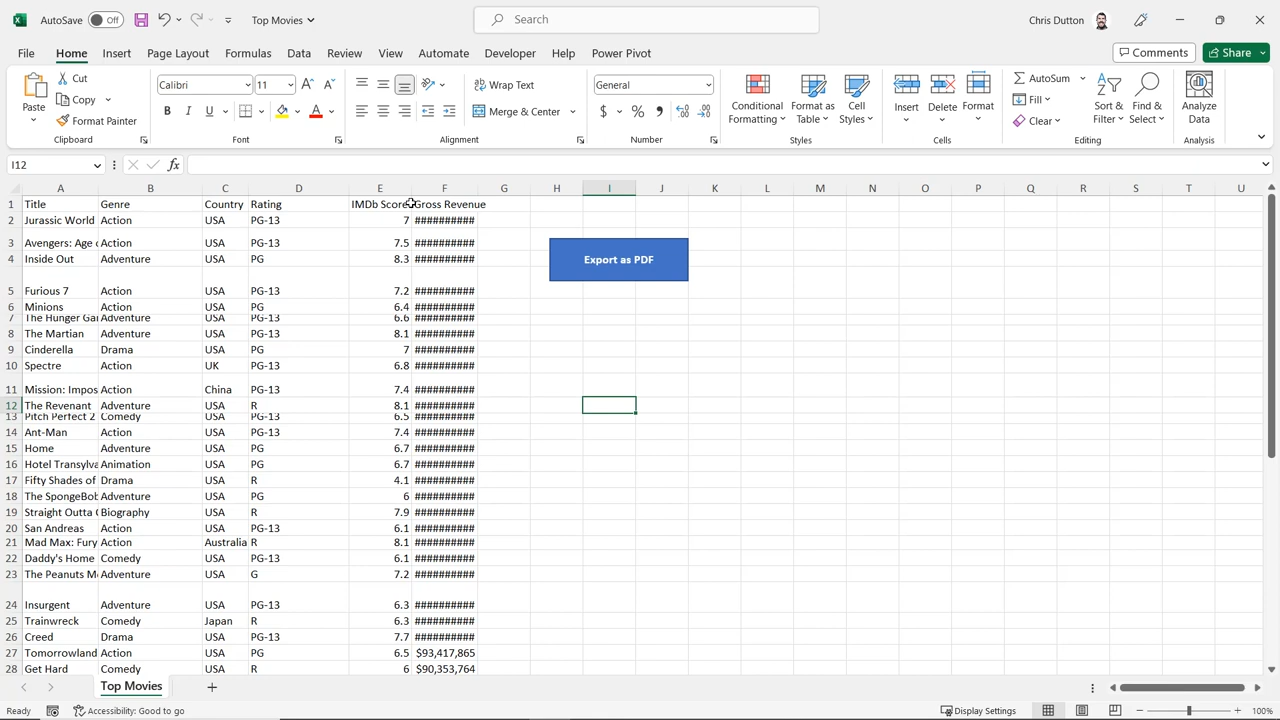 AutoSave Off Top Movies Search Chris Dutton
File Home Insert Page Layout Formulas Data Review View Automate Developer Help Power Pivot Comments Share
Paste Cut Copy Format Painter Clipboard
Calibri 11 A A B I U A Font
Wrap Text Merge & Center Alignment
General $ % , Number
Conditional Formatting Format as Table Cell Styles Styles
Insert Delete Format Cells
AutoSum Fill Clear Sort & Filter Find & Select Editing
Analyze Data Analysis
I12 fx
A B C D E F G H I J K L M N O P Q R S T U
1 Title Genre Country Rating IMDb Score Gross Revenue
2 Jurassic World Action USA PG-13 7 ##########
3 Avengers: Age Action USA PG-13 7.5 ##########
4 Inside Out Adventure USA PG 8.3 ##########
Export as PDF
5 Furious 7 Action USA PG-13 7.2 ##########
6 Minions Action USA PG 6.4 ##########
7 The Hunger Adventure USA PG-13 6.6 ##########
8 The Martian Adventure USA PG-13 8.1 ##########
9 Cinderella Drama USA PG 7 ##########
10 Spectre Action UK PG-13 6.8 ##########
11 Mission: Impos Action China PG-13 7.4 ##########
12 The Revenant Adventure USA R 8.1 ##########
13 Pitch Perfect 2 Comedy USA PG-13 6.5 ##########
14 Ant-Man Action USA PG-13 7.4 ##########
15 Home Adventure USA PG 6.7 ##########
16 Hotel Transylva Animation USA PG 6.7 ##########
17 Fifty Shades of Drama USA R 4.1 ##########
18 The SpongeBob Adventure USA PG 6 ##########
19 Straight Outta Biography USA R 7.9 ##########
20 San Andreas Action USA PG-13 6.1 ##########
21 Mad Max: Fury Action Australia R 8.1 ##########
22 Daddy's Home Comedy USA PG-13 6.1 ##########
23 The Peanuts Adventure USA G 7.2 ##########
24 Insurgent Adventure USA PG-13 6.3 ##########
25 Trainwreck Comedy Japan R 6.3 ##########
26 Creed Drama USA PG-13 7.7 ##########
27 Tomorrowland Action USA PG 6.5 $93,417,865
28 Get Hard Comedy USA R 6 $90,353,764
Top Movies
Ready Accessibility: Good to go Display Settings 100%